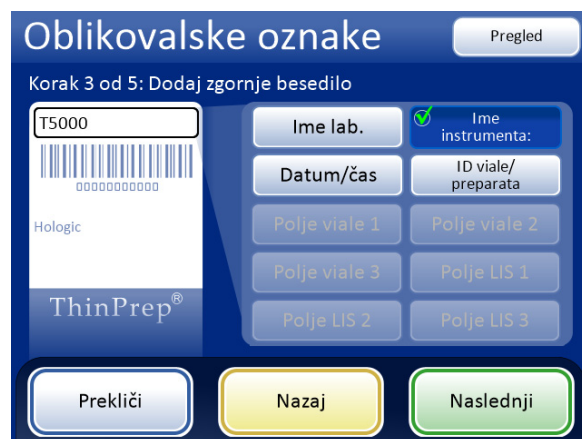 Oblikovalske oznake
Pregled
Korak 3 od 5: Dodaj zgornje besedilo
T5000
00000000000
Hologic
ThinPrep®
Ime lab.
Ime
instrumenta:
Datum/čas
ID viale/
preparata
Polje viale 1
Polje viale 2
Polje viale 3
Polje LIS 1
Polje LIS 2
Polje LIS 3
Prekliči
Nazaj
Naslednji